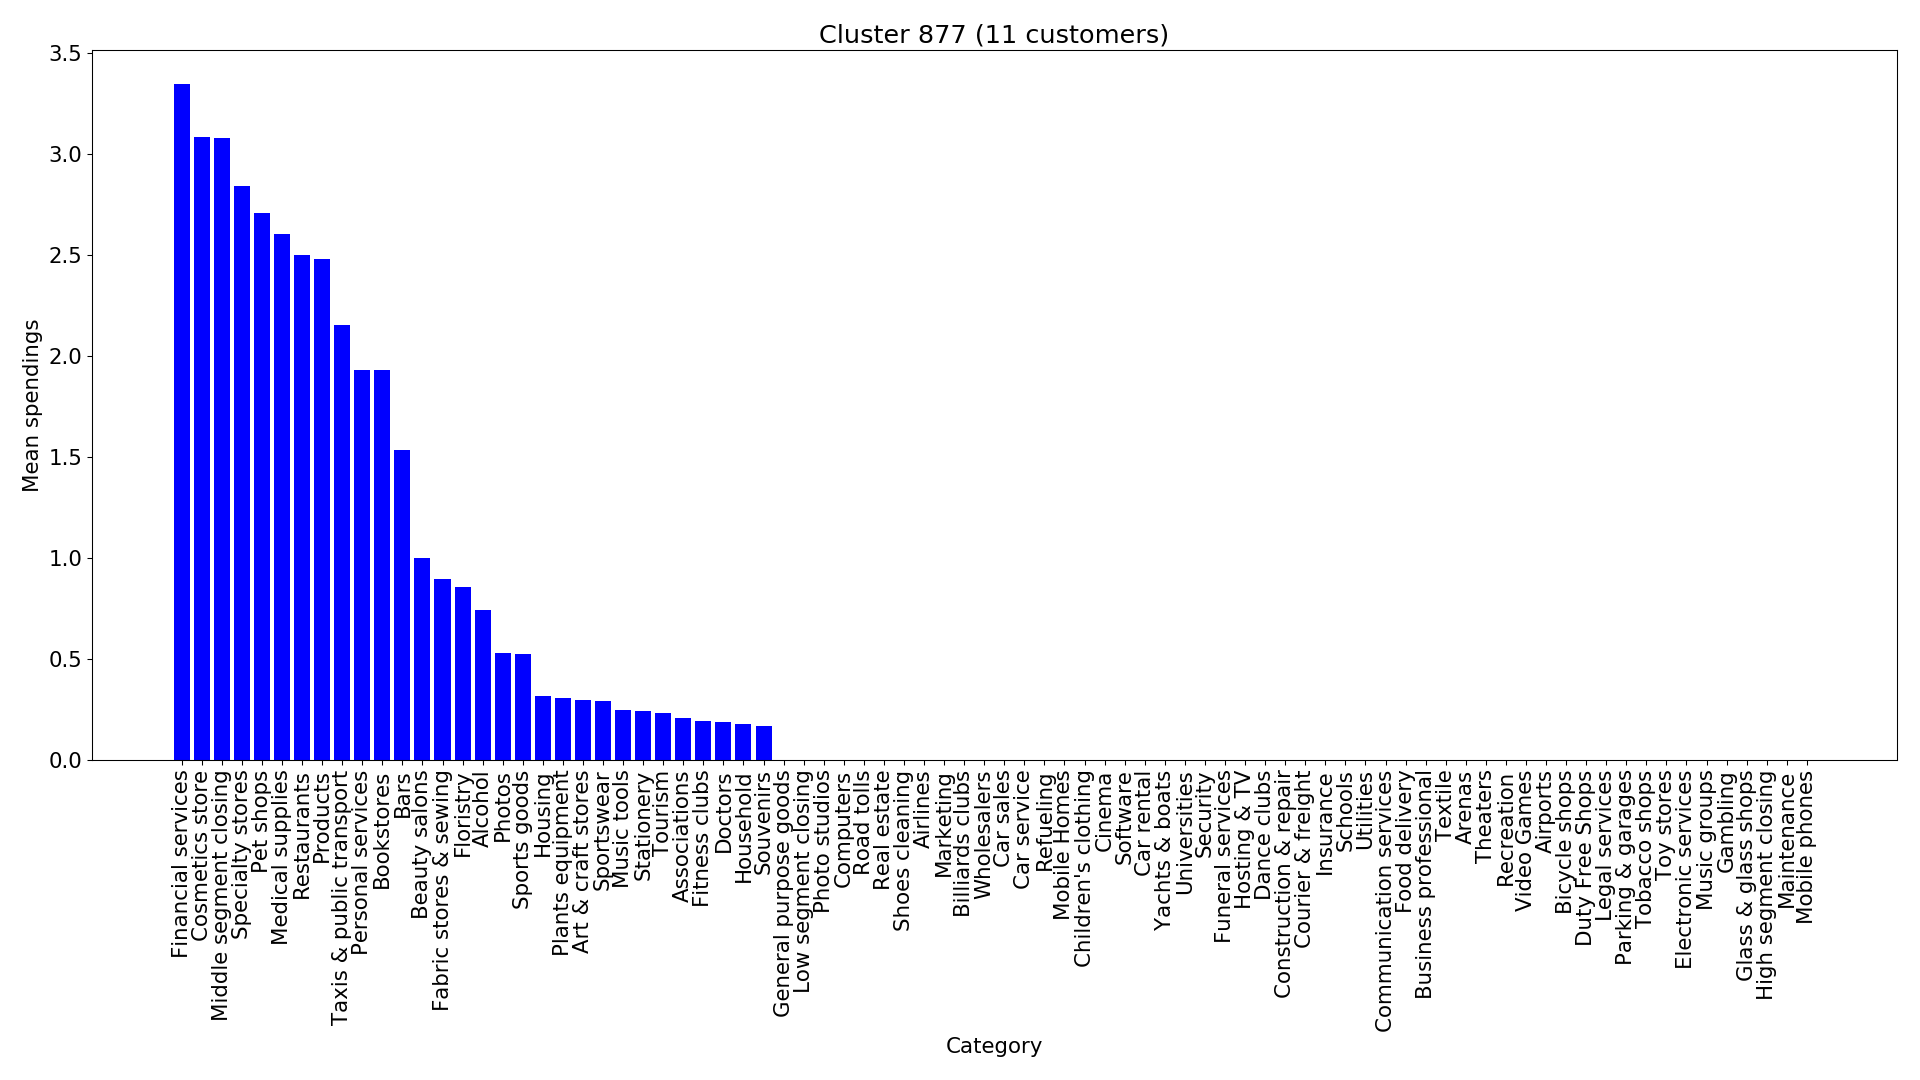 Cluster 877 (11 customers)
3.5
3.0
2.5
2.0
1.5
1.0
0.5
0.0
Mean spendings
Financial services
Cosmetics store
Middle segment closing
Specialty stores
Pet shops
Medical supplies
Restaurants
Products
Taxis & public transport
Personal services
Bookstores
Bars
Beauty salons
Fabric stores & sewing
Floristry
Alcohol
Photos
Sports goods
Housing
Plants equipment
Art & craft stores
Sportswear
Music tools
Stationery
Tourism
Associations
Fitness clubs
Doctors
Household
Souvenirs
General purpose goods
Low segment closing
Photo studios
Computers
Road tolls
Real estate
Shoes cleaning
Airlines
Marketing
Billiards clubs
Wholesalers
Car sales
Car service
Refuelling
Mobile Homes
Children's clothing
Cinema
Software
Car rental
Yachts & boats
Universities
Security
Funeral services
Hosting & TV
Dance clubs
Construction & repair
Courier & freight
Insurance
Schools
Utilities
Communication services
Food delivery
Business professional
Textile
Arenas
Theaters
Recreation
Video Games
Airports
Bicycle shops
Duty Free Shops
Legal services
Parking & garages
Tobacco shops
Toy stores
Electronic services
Music groups
Gambling
Glass & glass shops
High segment closing
Maintenance
Mobile phones
Category